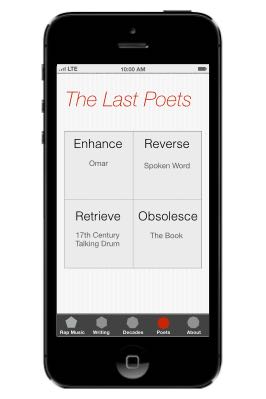 LTE 10:00 AM
The Last Poets
Enhance
Omar
Reverse
Spoken Word
Retrieve
17th Century
Talking Drum
Obsolesce
The Book
Rap Music Writing Decades Poets About